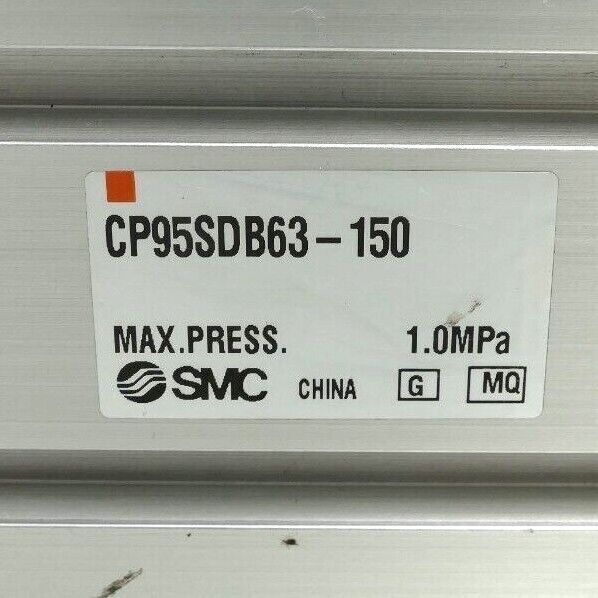 CP95SDB63-150
MAX.PRESS. 1.0MPa
SMC CHINA G MQ